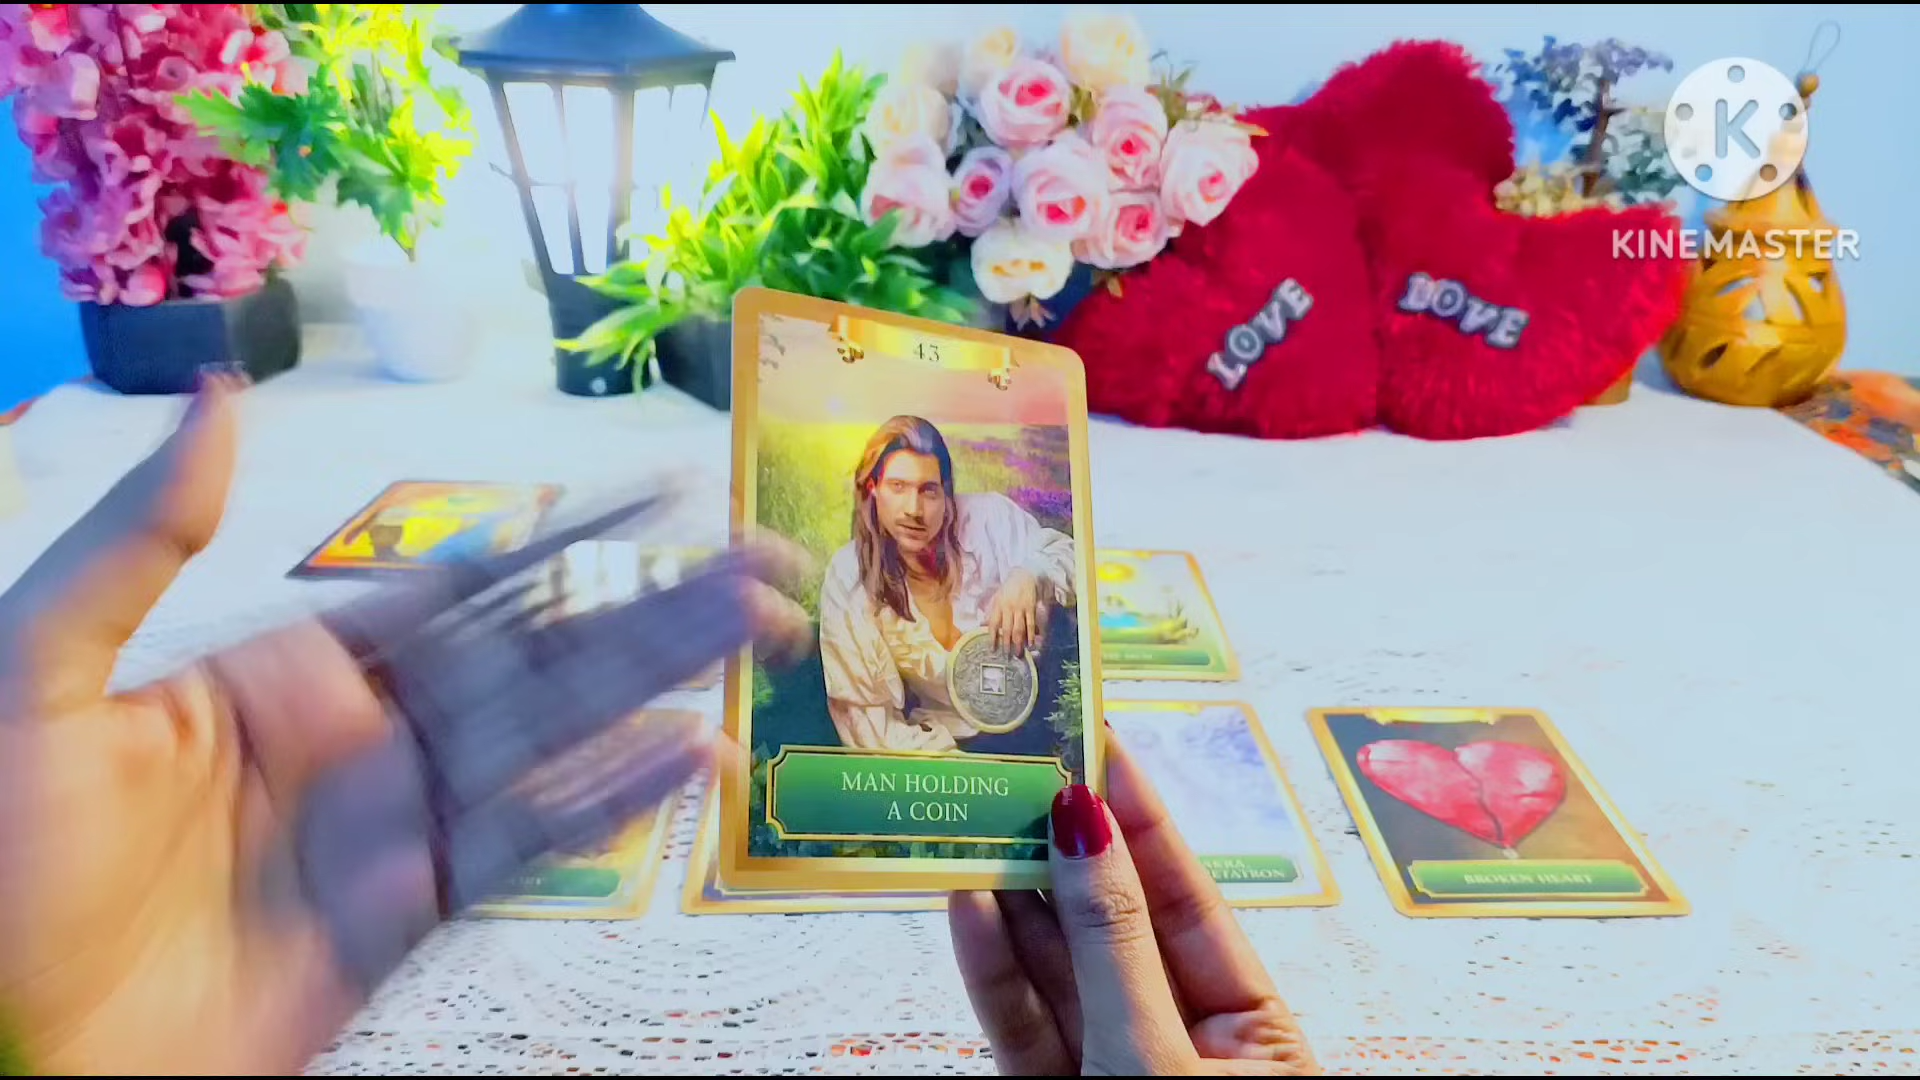 K
KINEMASTER
LOVE
LOVE
43
MAN HOLDING
A COIN
BROKEN HEART